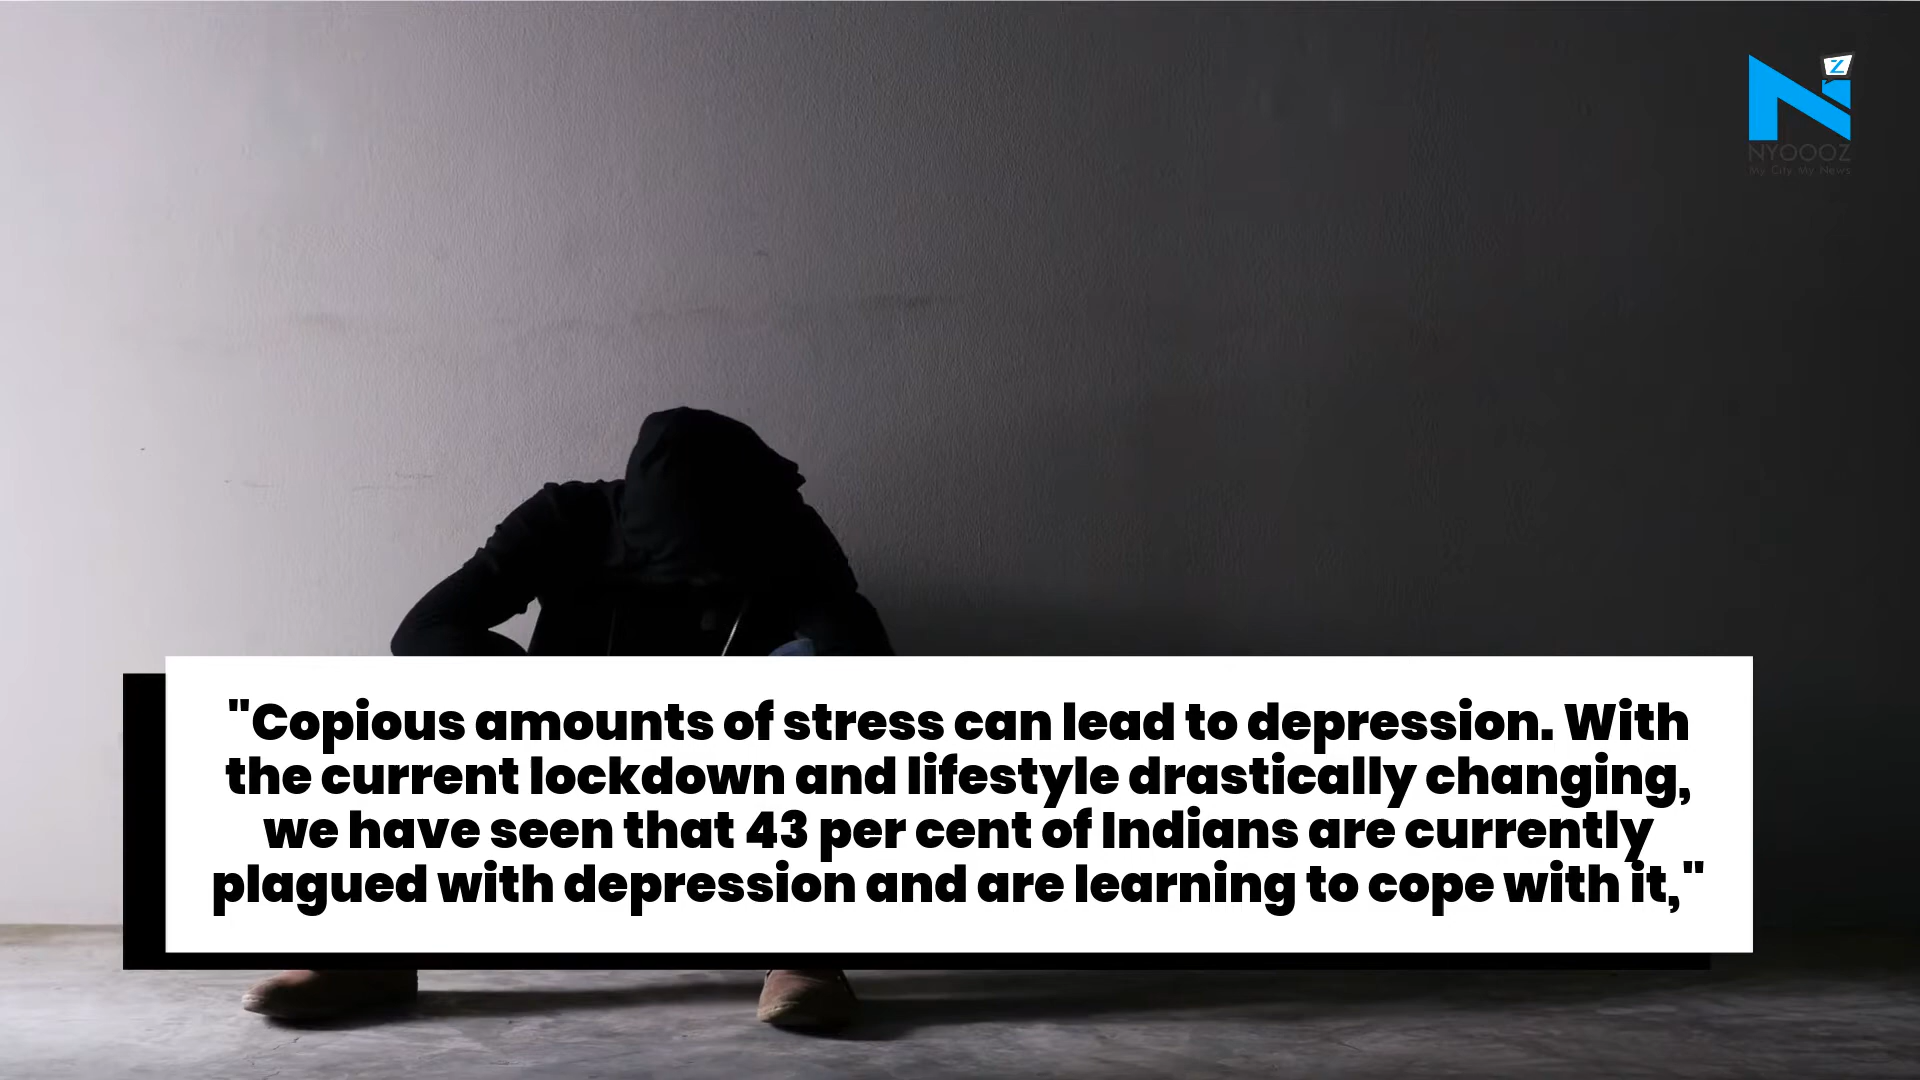 Z
NYOOOZ
My City My News
"Copious amounts of stress can lead to depression. With
the current lockdown and lifestyle drastically changing,
we have seen that 43 per cent of Indians are currently
plagued with depression and are learning to cope with it,"